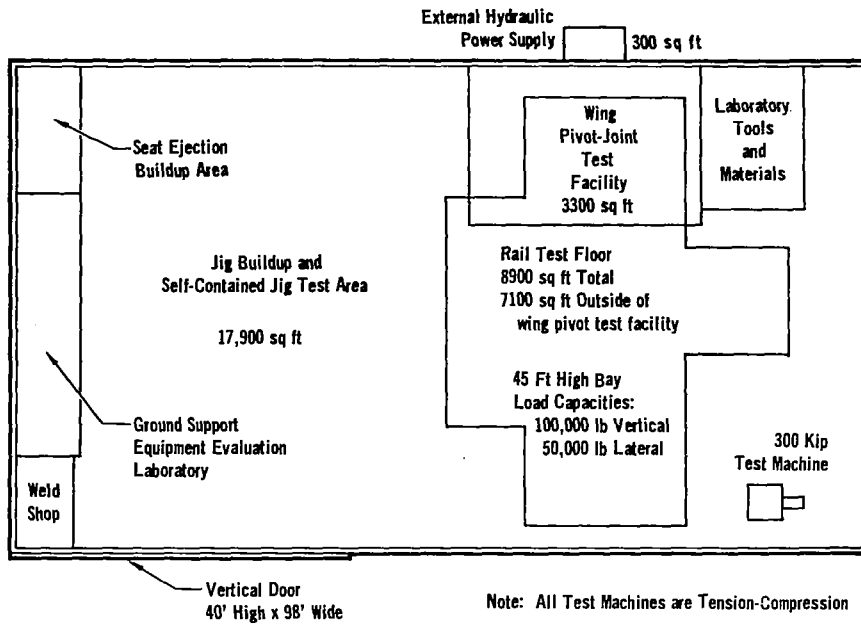 External Hydraulic
Power Supply
300 sq ft
Seat Ejection
Buildup Area
Wing
Pivot-Joint
Test
Facility
3300 sq ft
Laboratory
Tools
and
Materials
Jig Buildup and
Self-Contained Jig Test Area
17,900 sq ft
Rail Test Floor
8900 sq ft Total
7100 sq ft Outside of
wing pivot test facility
45 Ft High Bay
Load Capacities:
100,000 lb Vertical
50,000 lb Lateral
Ground Support
Equipment Evaluation
Laboratory
300 Kip
Test Machine
Weld
Shop
Vertical Door
40' High x 98' Wide
Note: All Test Machines are Tension-Compression